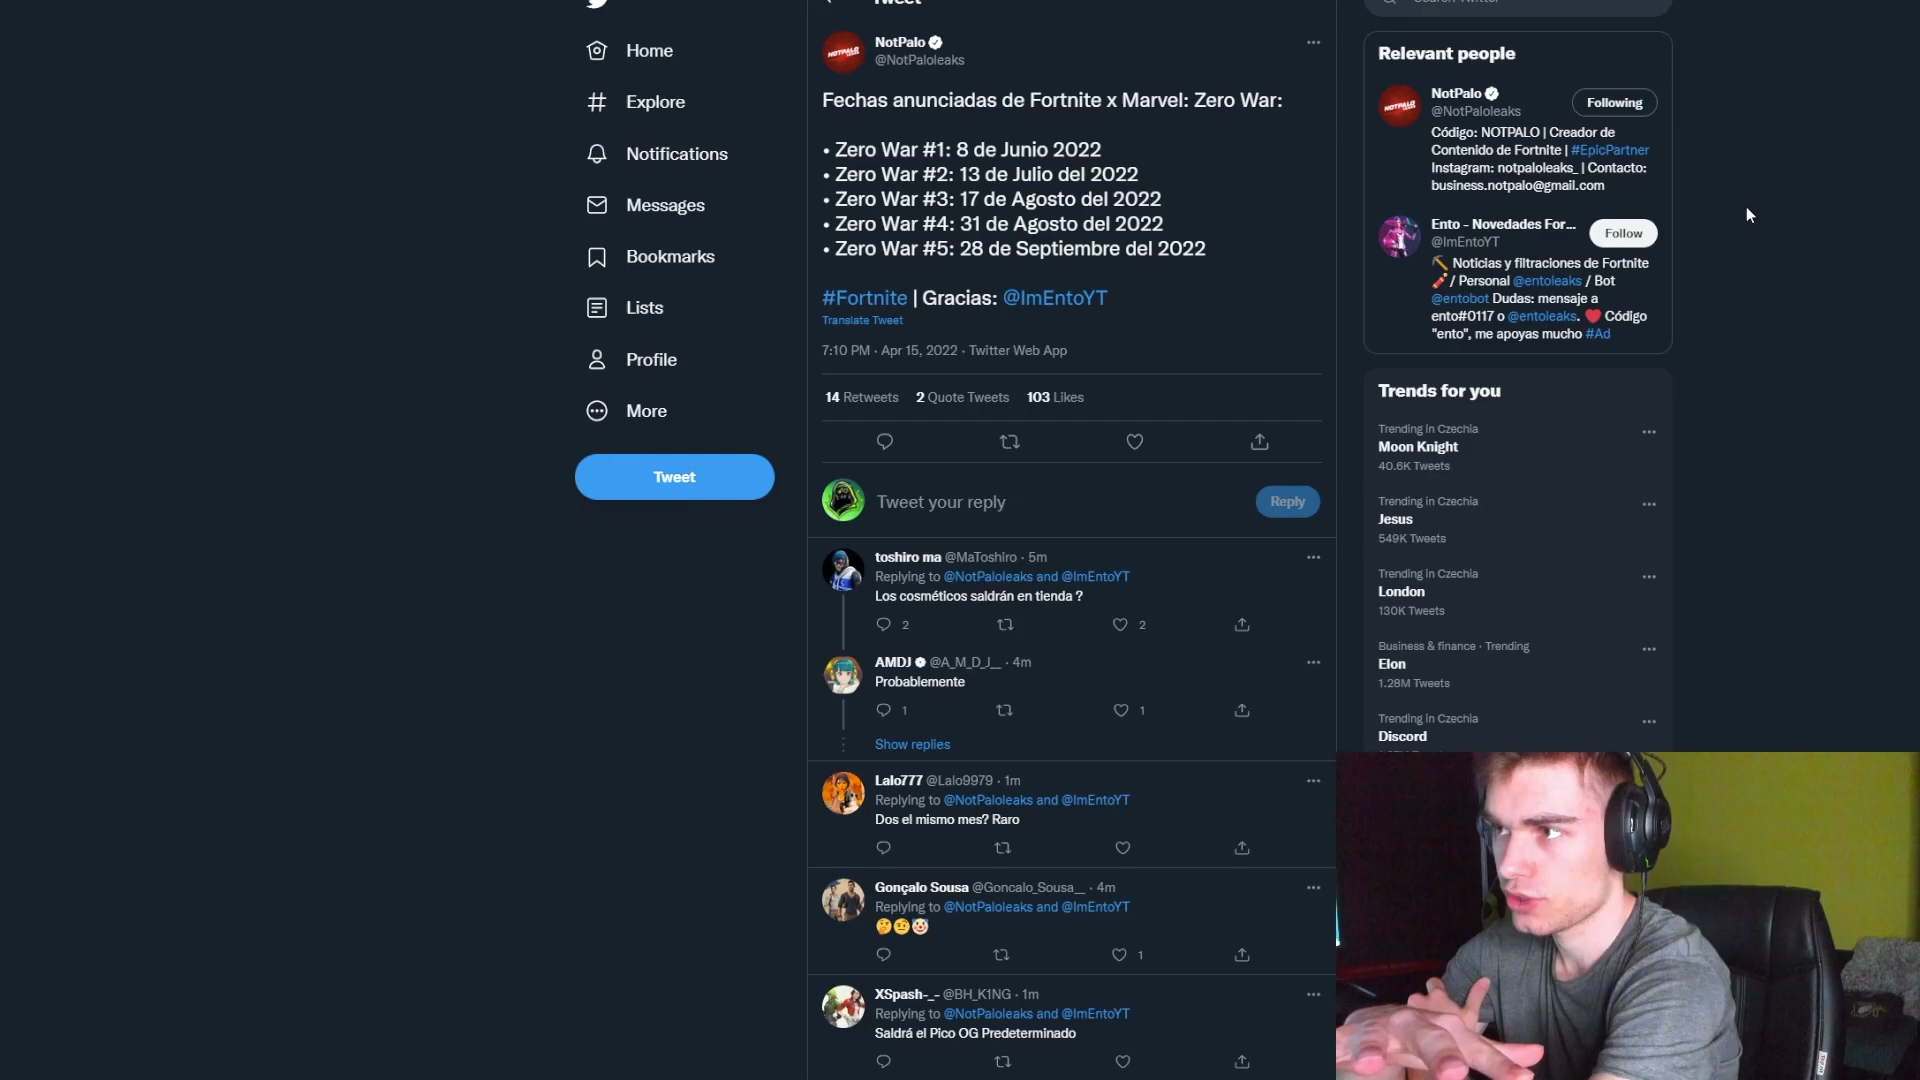 Home
Explore
Notifications
Messages
Bookmarks
Lists
Profile
More
Tweet
Tweet
NotPalo
@NotPaloleaks
Fechas anunciadas de Fortnite x Marvel: Zero War:
• Zero War #1: 8 de Junio 2022
• Zero War #2: 13 de Julio del 2022
• Zero War #3: 17 de Agosto del 2022
• Zero War #4: 31 de Agosto del 2022
• Zero War #5: 28 de Septiembre del 2022
#Fortnite | Gracias: @ImEntoYT
Translate Tweet
7:10 PM · Apr 15, 2022 · Twitter Web App
14 Retweets 2 Quote Tweets 103 Likes
Tweet your reply
Reply
toshiro ma @MaToshiro · 5m
Replying to @NotPaloleaks and @ImEntoYT
Los cosméticos saldrán en tienda ?
2 2
AMDJ @A_M_D_J__ · 4m
Probablemente
1 1
Show replies
Lalo777 @Lalo9979 · 1m
Replying to @NotPaloleaks and @ImEntoYT
Dos el mismo mes? Raro
Gonçalo Sousa @Goncalo_Sousa__ · 4m
Replying to @NotPaloleaks and @ImEntoYT
🤔🤨🤡
1
XSpash-_- @BH_K1NG · 1m
Replying to @NotPaloleaks and @ImEntoYT
Saldrá el Pico OG Predeterminado
Search Twitter
Relevant people
NotPalo
@NotPaloleaks
Following
Código: NOTPALO | Creador de
Contenido de Fortnite | #EpicPartner
Instagram: notpaloleaks_ | Contacto:
business.notpalo@gmail.com
Ento - Novedades For...
@ImEntoYT
Follow
⛏️ Noticias y filtraciones de Fortnite
🧨/ Personal @entoleaks / Bot
@entobot Dudas: mensaje a
ento#0117 o @entoleaks. ❤️ Código
"ento", me apoyas mucho #Ad
Trends for you
Trending in Czechia
Moon Knight
40.6K Tweets
Trending in Czechia
Jesus
549K Tweets
Trending in Czechia
London
130K Tweets
Business & finance · Trending
Elon
1.28M Tweets
Trending in Czechia
Discord